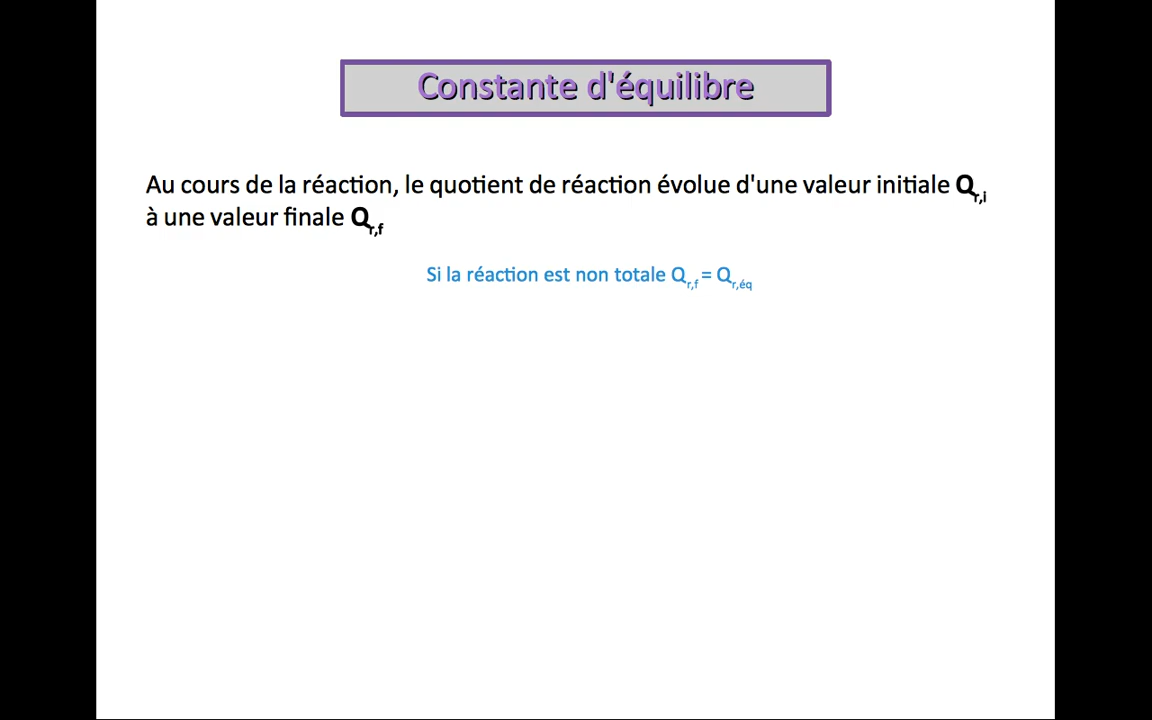 Constante d'équilibre
Au cours de la réaction, le quotient de réaction évolue d'une valeur initiale Qr,i
à une valeur finale Qr,f
Si la réaction est non totale Qr,f = Qr,éq